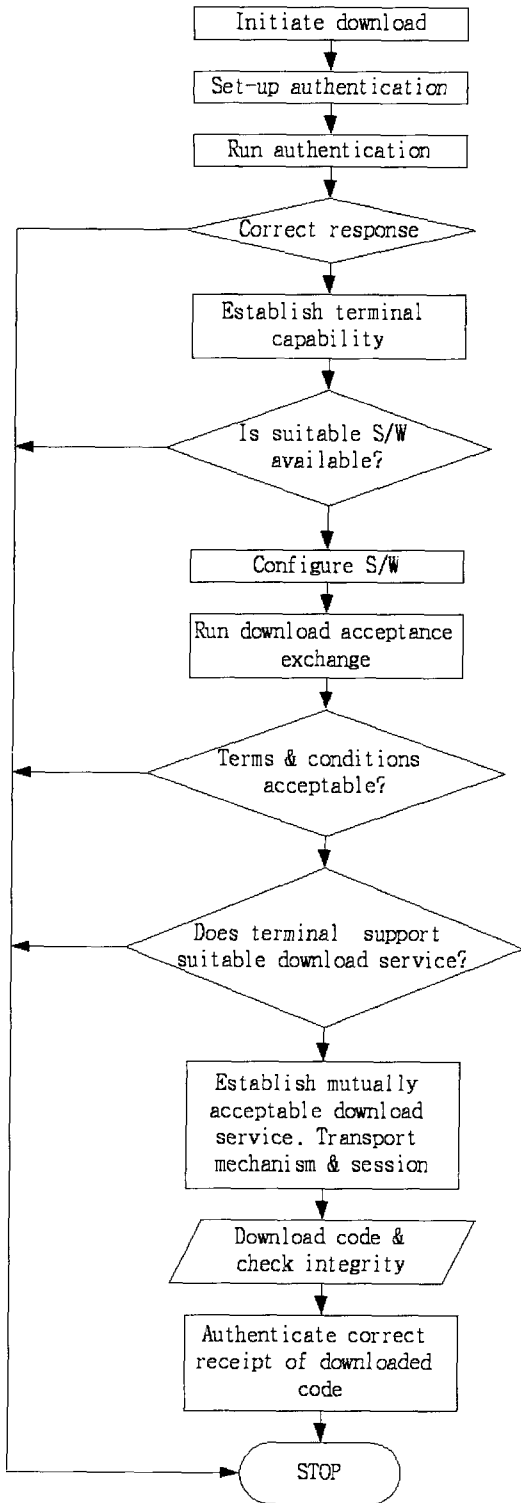 Initiate download
Set-up authentication
Run authentication
Correct response
Establish terminal
capability
Is suitable S/W
available?
Configure S/W
Run download acceptance
exchange
Terms & conditions
acceptable?
Does terminal support
suitable download service?
Establish mutually
acceptable download
service. Transport
mechanism & session
Download code &
check integrity
Authenticate correct
receipt of downloaded
code
STOP